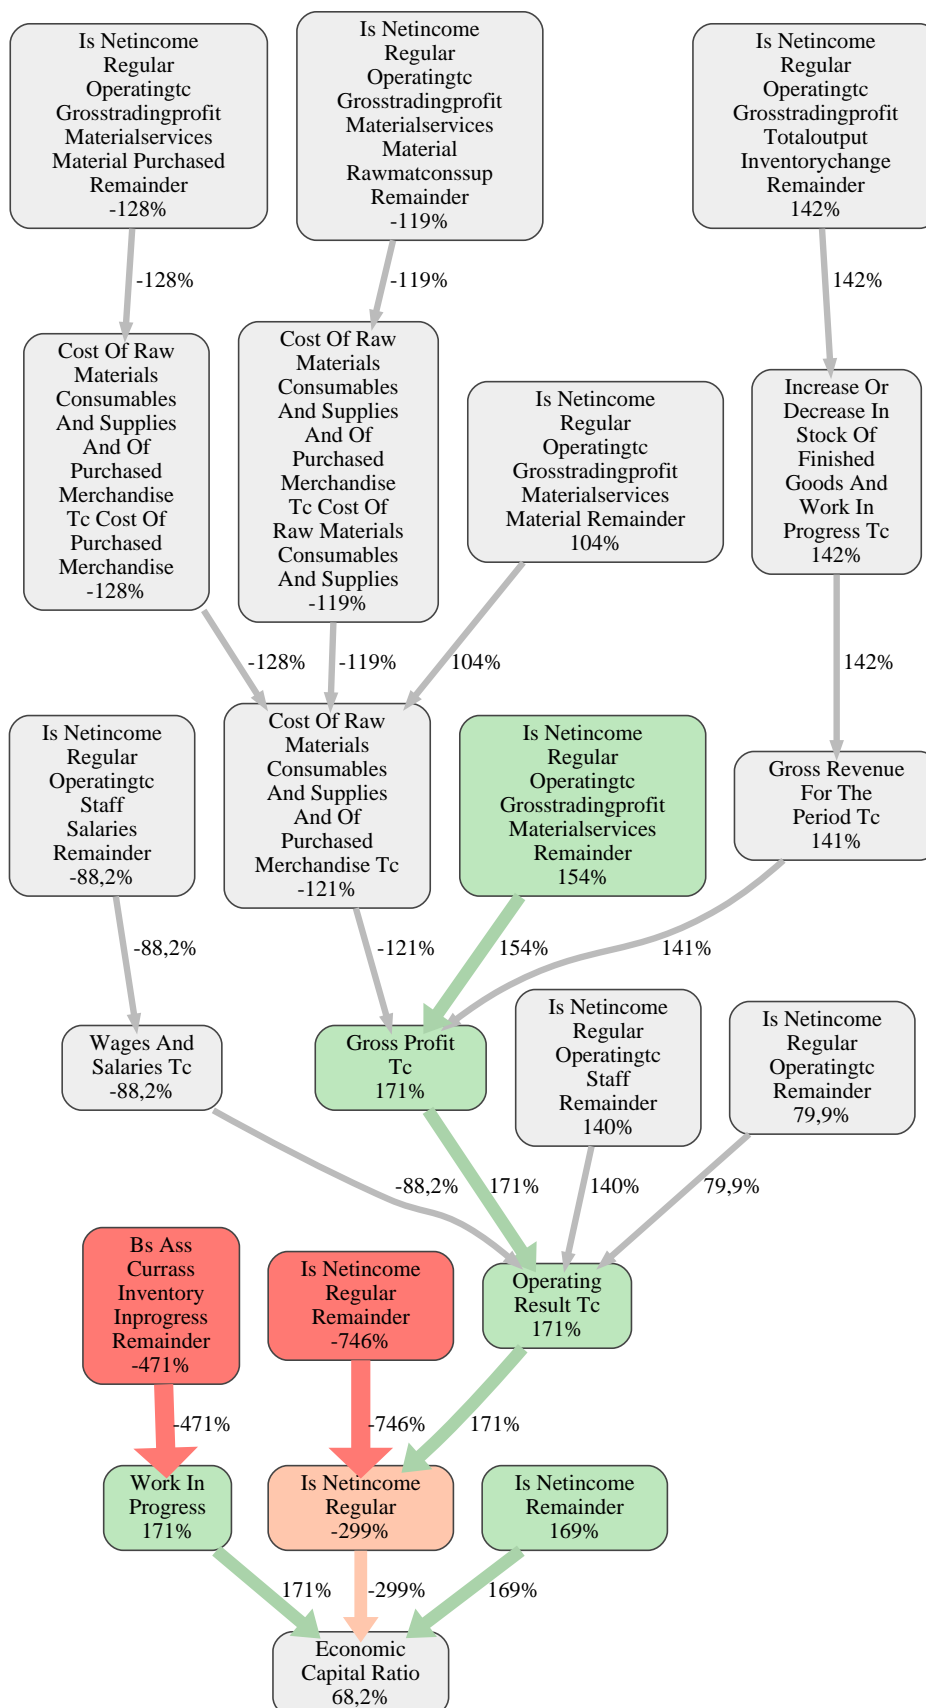 Is Netincome
Regular
Operatingtc
Grosstradingprofit
Materialservices
Material Purchased
Remainder
-128%
Is Netincome
Regular
Operatingtc
Grosstradingprofit
Materialservices
Material
Rawmatconssup
Remainder
-119%
Is Netincome
Regular
Operatingtc
Grosstradingprofit
Totaloutput
Inventorychange
Remainder
142%
-128%
-119%
142%
Cost Of Raw
Materials
Consumables
And Supplies
And Of
Purchased
Merchandise
Tc Cost Of
Purchased
Merchandise
-128%
Cost Of Raw
Materials
Consumables
And Supplies
And Of
Purchased
Merchandise
Tc Cost Of
Raw Materials
Consumables
And Supplies
-119%
Is Netincome
Regular
Operatingtc
Grosstradingprofit
Materialservices
Material Remainder
104%
Increase Or
Decrease In
Stock Of
Finished
Goods And
Work In
Progress Tc
142%
-128%
-119%
104%
142%
Is Netincome
Regular
Operatingtc
Staff
Salaries
Remainder
-88,2%
Cost Of Raw
Materials
Consumables
And Supplies
And Of
Purchased
Merchandise Tc
-121%
Is Netincome
Regular
Operatingtc
Grosstradingprofit
Materialservices
Remainder
154%
Gross Revenue
For The
Period Tc
141%
-88,2%
-121%
154%
141%
Wages And
Salaries Tc
-88,2%
Gross Profit
Tc
171%
Is Netincome
Regular
Operatingtc
Staff
Remainder
140%
Is Netincome
Regular
Operatingtc
Remainder
79,9%
-88,2%
171%
140%
79,9%
Bs Ass
Currass
Inventory
Inprogress
Remainder
-471%
Is Netincome
Regular
Remainder
-746%
Operating
Result Tc
171%
-471%
-746%
171%
Work In
Progress
171%
Is Netincome
Regular
-299%
Is Netincome
Remainder
169%
171%
-299%
169%
Economic
Capital Ratio
68,2%